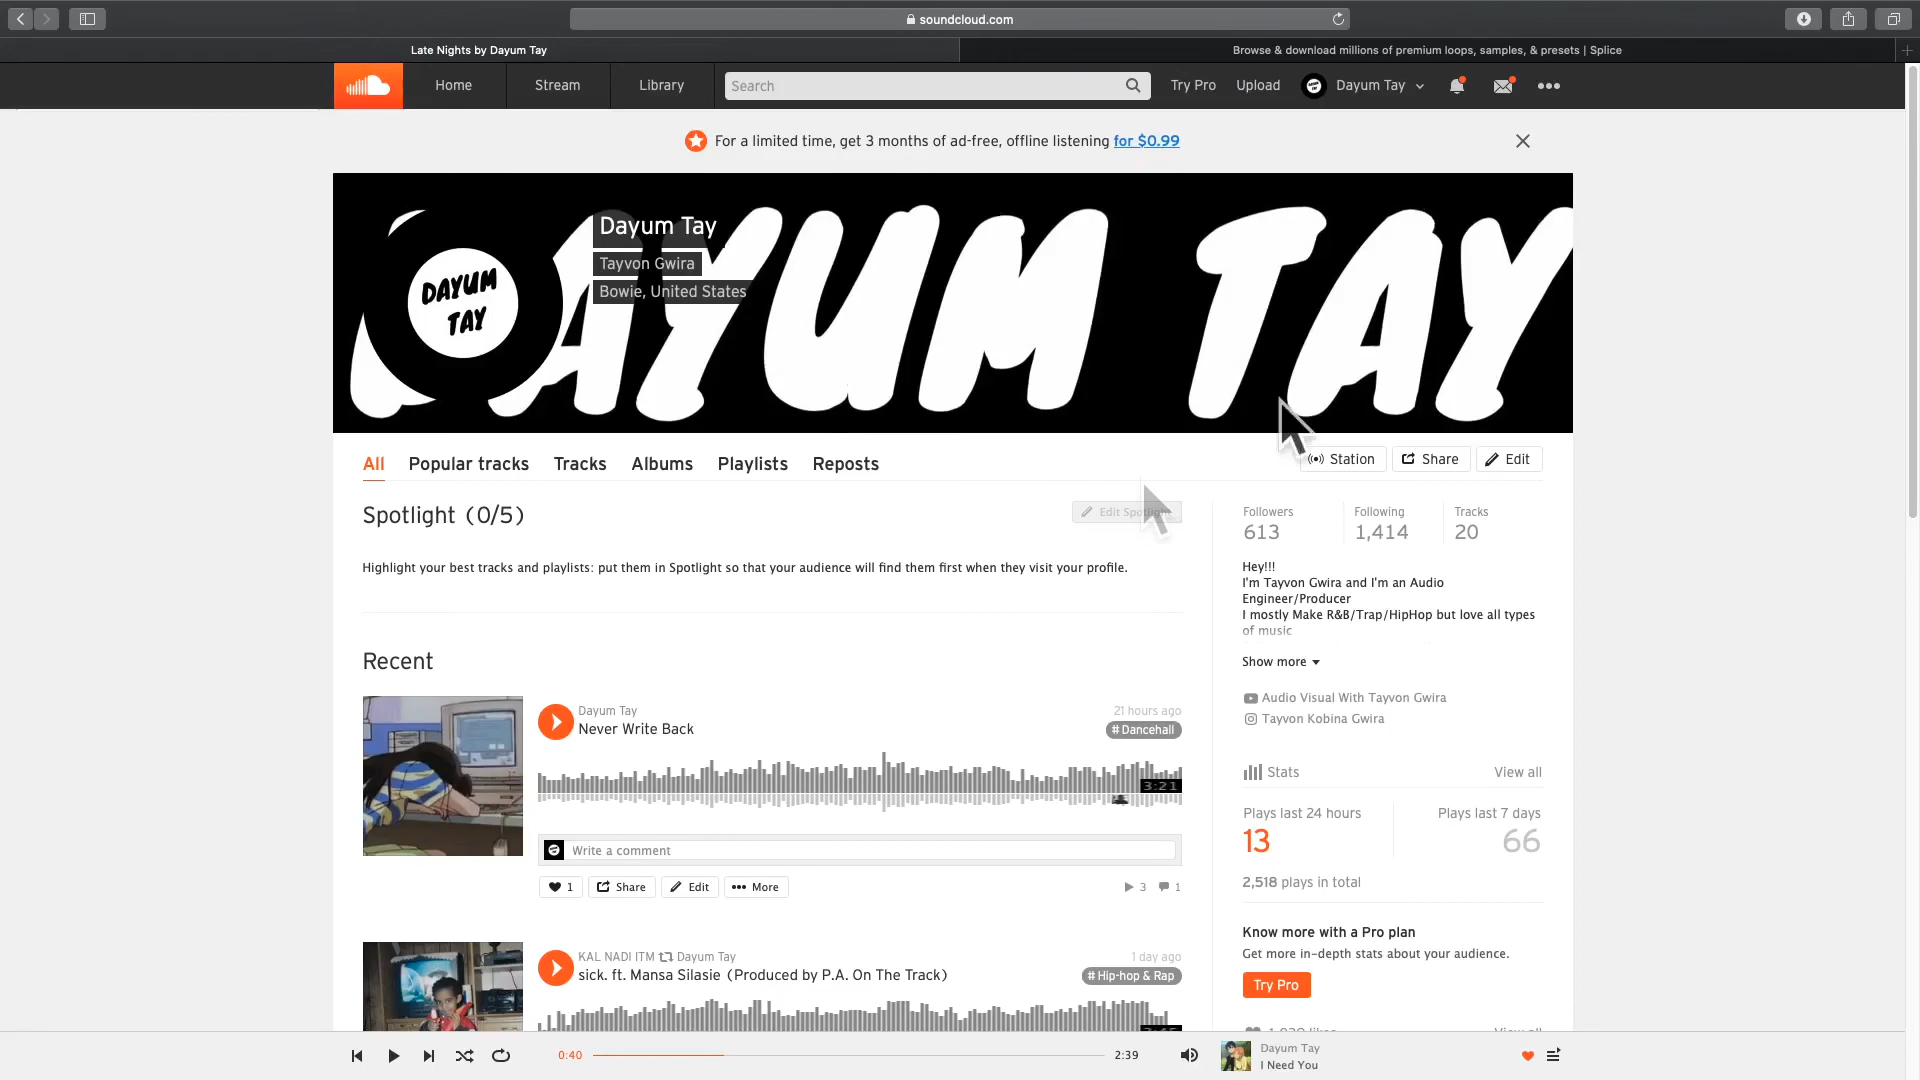 soundcloud.com
Late Nights by Dayum Tay
Browse & download millions of premium loops, samples, & presets | Splice
Home
Stream
Library
Search
Try Pro
Upload
Dayum Tay
For a limited time, get 3 months of ad-free, offline listening for $0.99
DAYUM TAY
DAYUM
TAY
Dayum Tay
Tayvon Gwira
Bowie, United States
All
Popular tracks
Tracks
Albums
Playlists
Reposts
Station
Share
Edit
Spotlight (0/5)
Edit Spotlight
Highlight your best tracks and playlists: put them in Spotlight so that your audience will find them first when they visit your profile.
Recent
Dayum Tay
Never Write Back
21 hours ago
# Dancehall
3:21
Write a comment
1
Share
Edit
More
3
1
KAL NADI ITM Dayum Tay
sick. ft. Mansa Silasie (Produced by P.A. On The Track)
1 day ago
# Hip-hop & Rap
Followers
613
Following
1,414
Tracks
20
Hey!!!
I'm Tayvon Gwira and I'm an Audio
Engineer/Producer
I mostly Make R&B/Trap/HipHop but love all types
of music
Show more
Audio Visual With Tayvon Gwira
Tayvon Kobina Gwira
Stats
View all
Plays last 24 hours
13
Plays last 7 days
66
2,518 plays in total
Know more with a Pro plan
Get more in-depth stats about your audience.
Try Pro
View all
0:40
2:39
Dayum Tay
I Need You